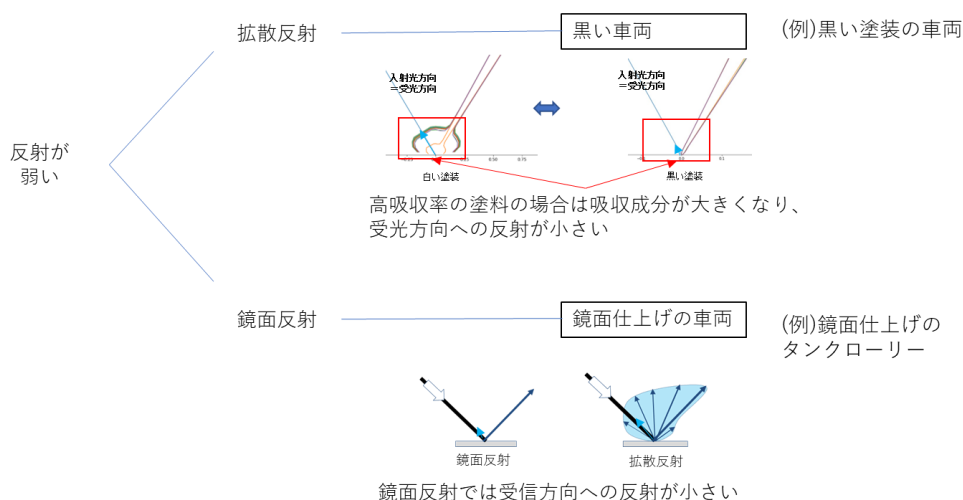 拡散反射
黒い車両
(例)黒い塗装の車両
入射光方向
＝受光方向
入射光方向
＝受光方向
0.50
0.75
0.0
白い塗装
黒い塗装
反射が
弱い
高吸収率の塗料の場合は吸収成分が大きくなり、
受光方向への反射が小さい
鏡面反射
鏡面仕上げの車両
(例)鏡面仕上げの
タンクローリー
鏡面反射
拡散反射
鏡面反射では受信方向への反射が小さい